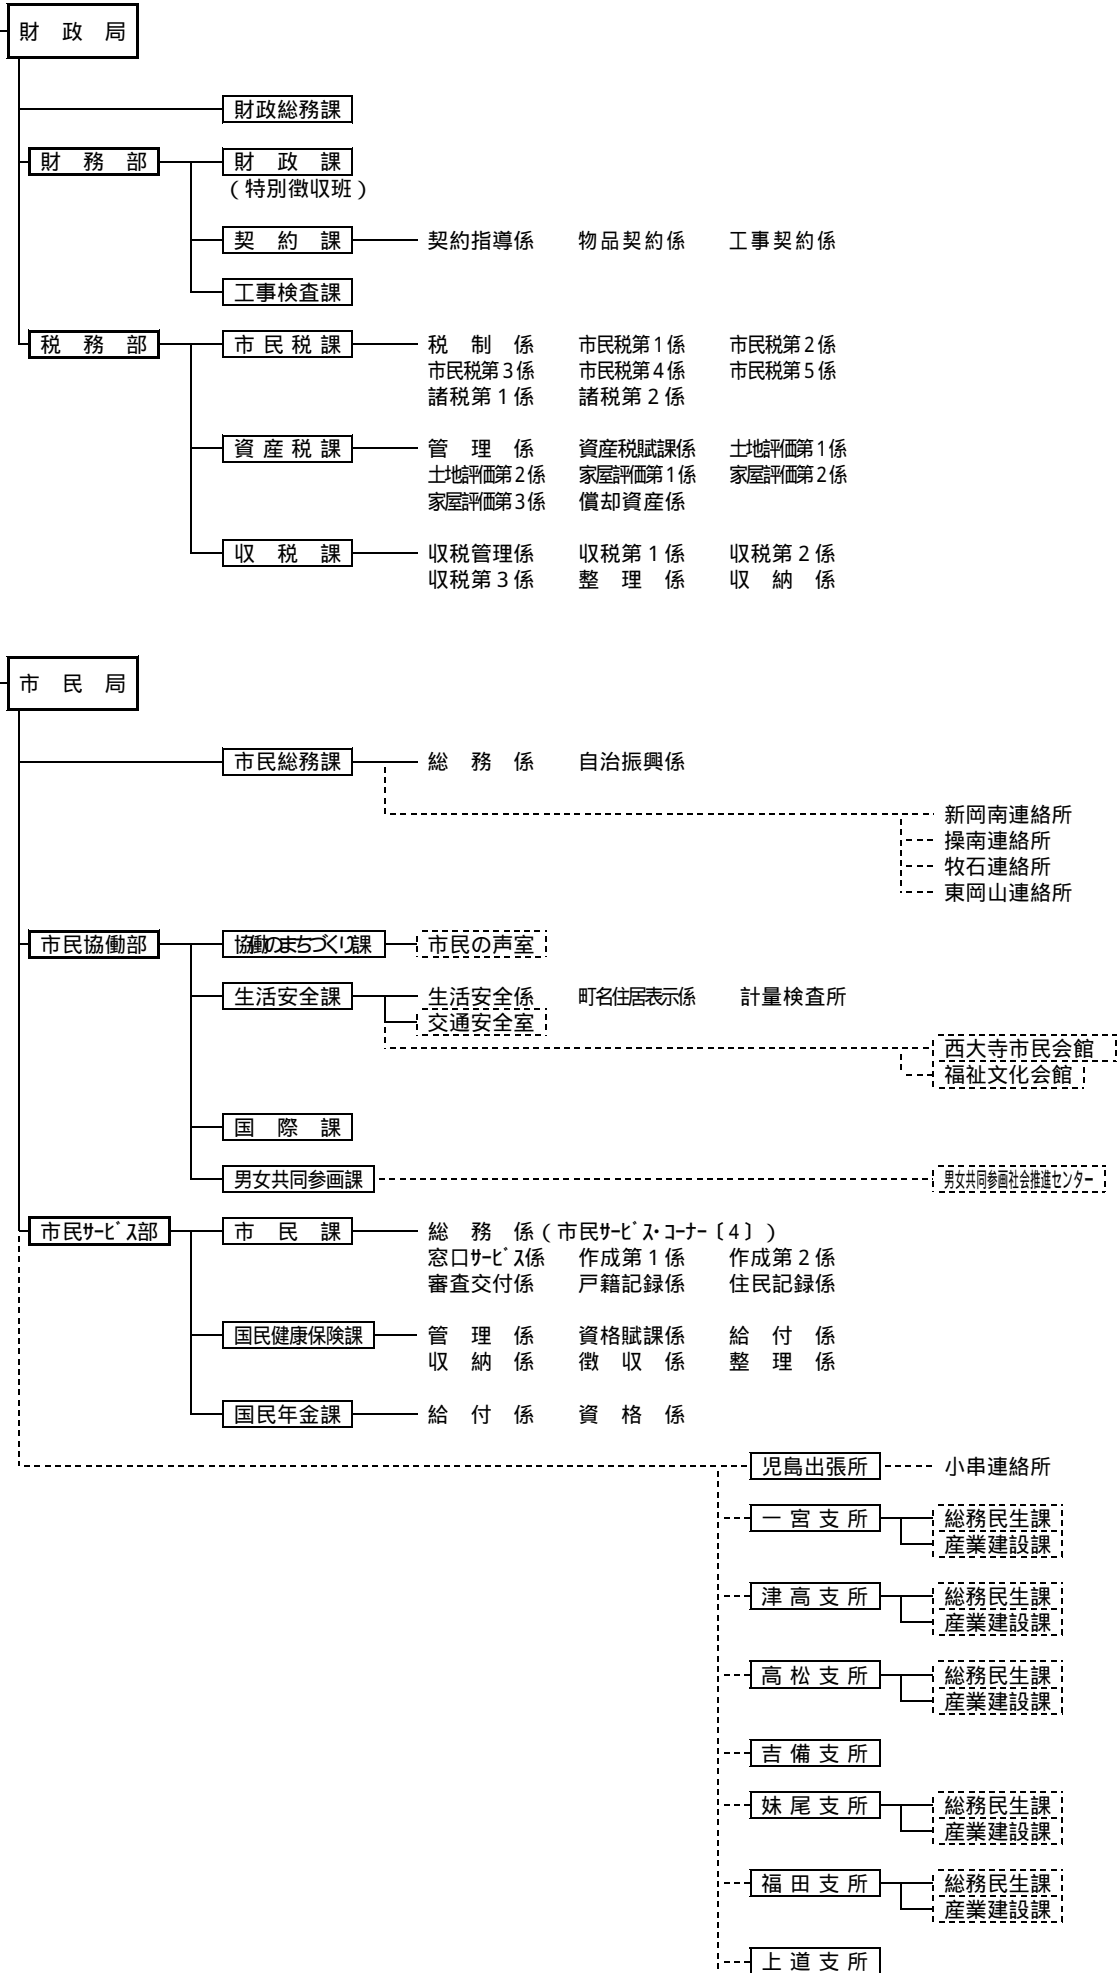 財　政　局
財政総務課
財　務　部　財　政　課
（特別徴収班）
契　約　課　契約指導係　物品契約係　工事契約係
工事検査課
税　務　部　市民税課　税　制　係　市民税第1係　市民税第2係
市民税第3係　市民税第4係　市民税第5係
諸税第1係　諸税第2係
資産税課　管　理　係　資産税賦課係　土地評価第1係
土地評価第2係　家屋評価第1係　家屋評価第2係
家屋評価第3係　償却資産係
収　税　課　収税管理係　収税第1係　収税第2係
収税第3係　整　理　係　収　納　係
市　民　局
市民総務課　総　務　係　自治振興係
新岡南連絡所
操南連絡所
牧石連絡所
東岡山連絡所
市民協働部　協働のまちづくり課　市民の声室
生活安全課　生活安全係　町名住居表示係　計量検査所
交通安全室
西大寺市民会館
福祉文化会館
国　際　課
男女共同参画課　男女共同参画社会推進センター
市民ｻｰﾋﾞｽ部　市　民　課　総　務　係（市民ｻｰﾋﾞｽ･ｺｰﾅｰ〔4〕）
窓口ｻｰﾋﾞｽ係　作成第1係　作成第2係
審査交付係　戸籍記録係　住民記録係
国民健康保険課　管　理　係　資格賦課係　給　付　係
収　納　係　徴　収　係　整　理　係
国民年金課　給　付　係　資　格　係
児島出張所　小串連絡所
一宮支所　総務民生課
産業建設課
津高支所　総務民生課
産業建設課
高松支所　総務民生課
産業建設課
吉備支所
妹尾支所　総務民生課
産業建設課
福田支所　総務民生課
産業建設課
上道支所